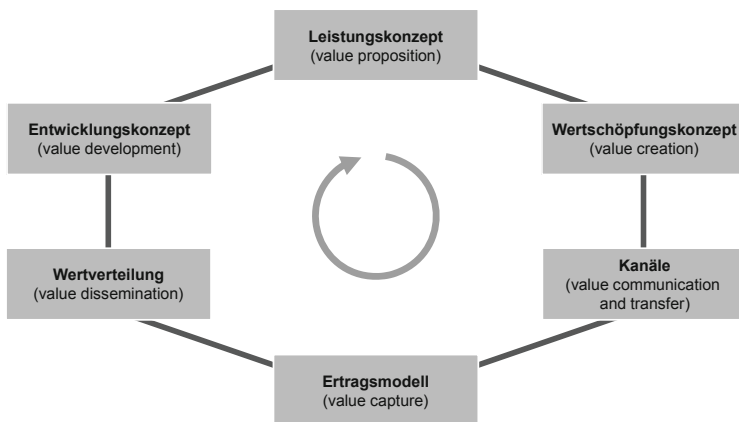 Leistungskonzept
(value proposition)
Entwicklungskonzept
(value development)
Wertschöpfungskonzept
(value creation)
Wertverteilung
(value dissemination)
Kanäle
(value communication
and transfer)
Ertragsmodell
(value capture)